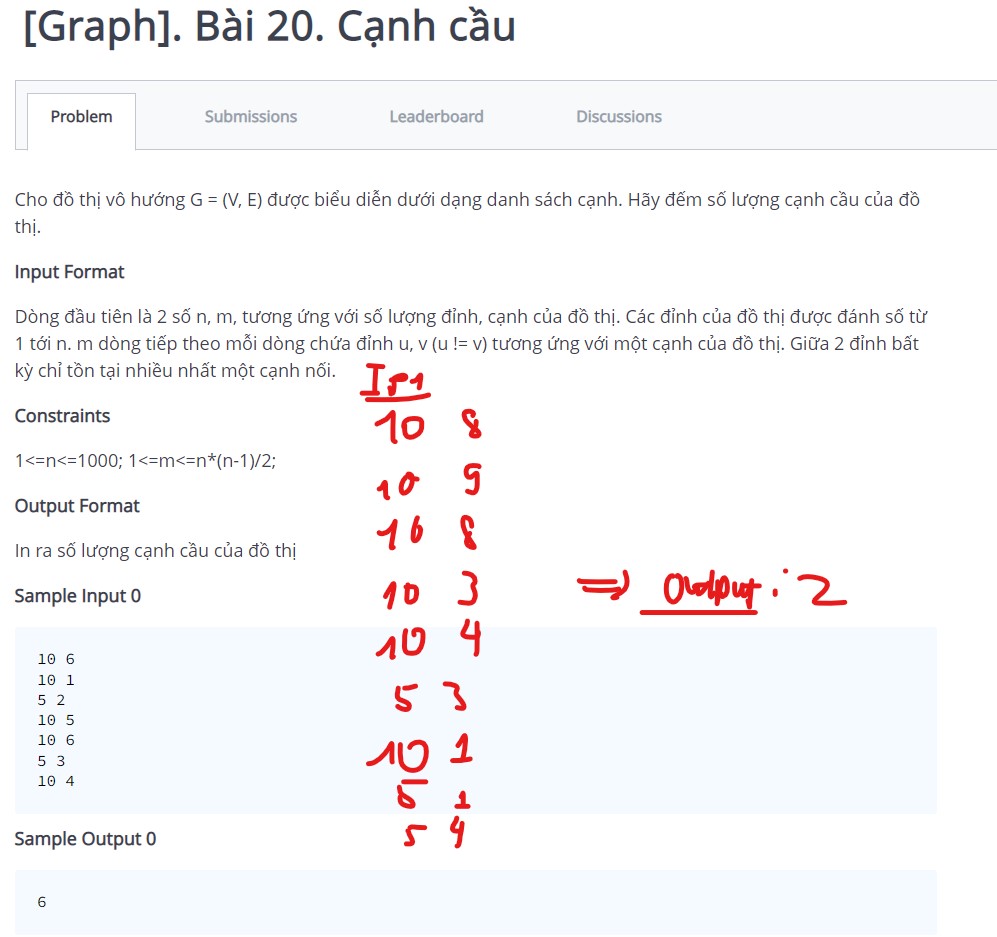 [Graph]. Bài 20. Cạnh cầu
Problem Submissions Leaderboard Discussions
Cho đồ thị vô hướng G = (V, E) được biểu diễn dưới dạng danh sách cạnh. Hãy đếm số lượng cạnh cầu của đồ
thị.
Input Format
Dòng đầu tiên là 2 số n, m, tương ứng với số lượng đỉnh, cạnh của đồ thị. Các đỉnh của đồ thị được đánh số từ
1 tới n. m dòng tiếp theo mỗi dòng chứa đỉnh u, v (u != v) tương ứng với một cạnh của đồ thị. Giữa 2 đỉnh bất
kỳ chỉ tồn tại nhiều nhất một cạnh nối.
Constraints
1<=n<=1000; 1<=m<=n*(n-1)/2;
Output Format
In ra số lượng cạnh cầu của đồ thị
Sample Input 0
10 6
10 1
5 2
10 5
10 6
5 3
10 4
Sample Output 0
6
10 8
10 9
10 8
10 3
10 4
5 3
10 1
6 1
5 4
=> Output: 2